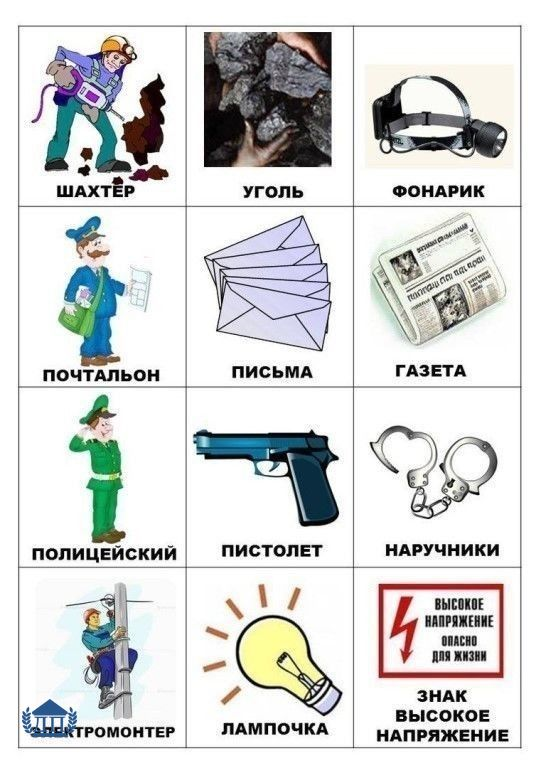 ШАХТЁР
УГОЛЬ
ФОНАРИК
ПОЧТАЛЬОН
ПИСЬМА
ГАЗЕТА
ПОЛИЦЕЙСКИЙ
ПИСТОЛЕТ
НАРУЧНИКИ
ЭЛЕКТРОМОНТЕР
ЛАМПОЧКА
ВЫСОКОЕ
НАПРЯЖЕНИЕ
ОПАСНО
ДЛЯ ЖИЗНИ
ЗНАК
ВЫСОКОЕ
НАПРЯЖЕНИЕ